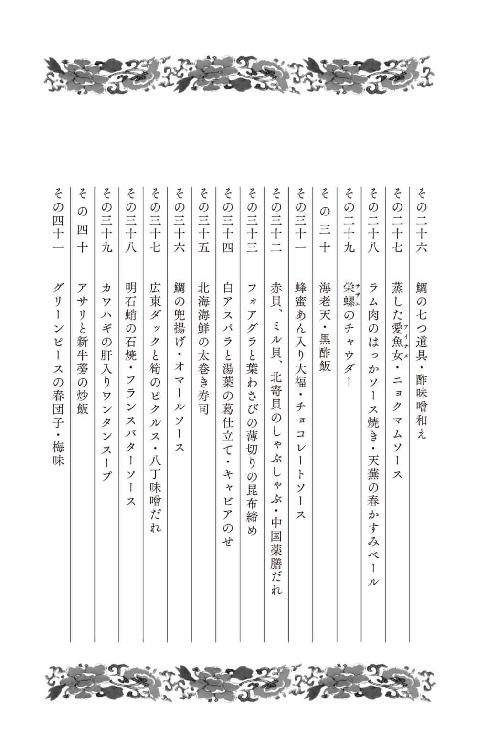 その二十六 鯛の七つ道具・酢味噌和え
その二十七 蒸した愛魚女・ニョクマムソース
その二十八 ラム肉のはっかソース焼き・天蕪の春かすみベール
その二十九 栄螺のチャウダー
その三十 海老天・黒酢飯
その三十一 蜂蜜あん入り大福・チョコレートソース
その三十二 赤貝、ミル貝、北寄貝のしゃぶしゃぶ・中国薬膳だれ
その三十三 フォアグラと葉わさびの薄切りの昆布締め
その三十四 白アスパラと湯葉の葛仕立て・キャビアのせ
その三十五 北海海鮮の太巻き寿司
その三十六 鯛の兜揚げ・オマールソース
その三十七 広東ダックと筍のピクルス・八丁味噌だれ
その三十八 明石蛸の石焼・フランスバターソース
その三十九 カワハギの肝入りワンタンスープ
その四十 アサリと新牛蒡の炒飯
その四十一 グリーンピースの春団子・梅味